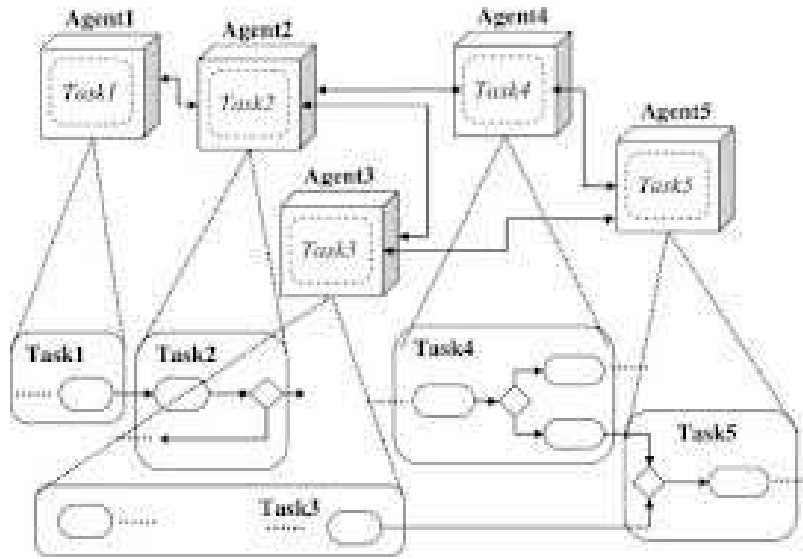 Agent1
Agent2
Agent4
Task1
Task2
Task4
Agent5
Agent3
Task5
Task3
Task1
Task2
Task4
Task5
Task3